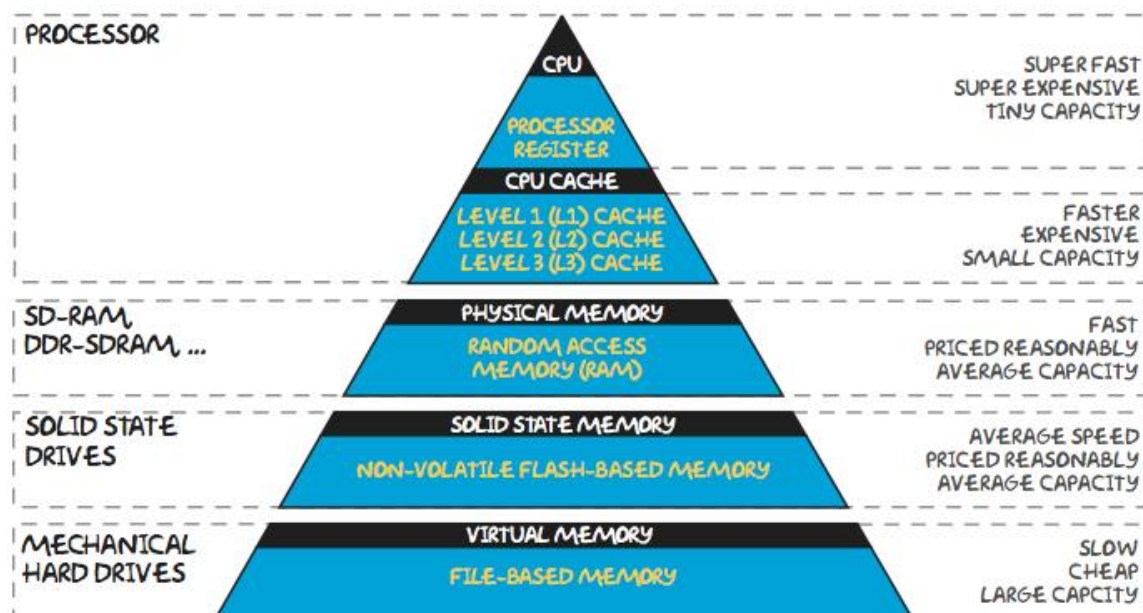 PROCESSOR
CPU
SUPER FAST
SUPER EXPENSIVE
TINY CAPACITY
PROCESSOR
REGISTER
CPU CACHE
LEVEL 1 (L1) CACHE
LEVEL 2 (L2) CACHE
LEVEL 3 (L3) CACHE
FASTER
EXPENSIVE
SMALL CAPACITY
SD-RAM,
DDR-SDRAM, ...
PHYSICAL MEMORY
RANDOM ACCESS
MEMORY (RAM)
FAST
PRICED REASONABLY
AVERAGE CAPACITY
SOLID STATE
DRIVES
SOLID STATE MEMORY
NON-VOLATILE FLASH-BASED MEMORY
AVERAGE SPEED
PRICED REASONABLY
AVERAGE CAPACITY
MECHANICAL
HARD DRIVES
VIRTUAL MEMORY
FILE-BASED MEMORY
SLOW
CHEAP
LARGE CAPCITY